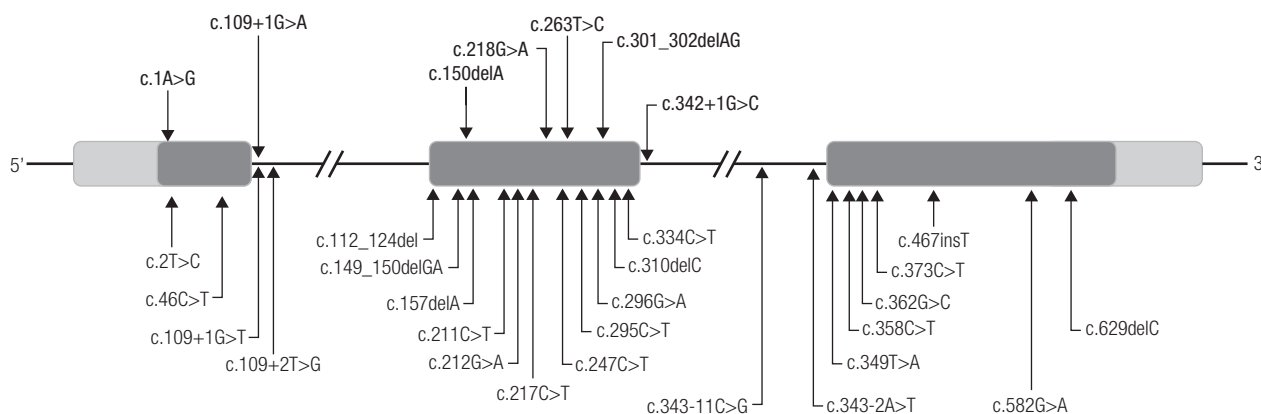 c.109+1G>A
c.263T>C
c.301_302delAG
c.218G>A
c.150delA
c.1A>G
c.342+1G>C
5’
3
c.112_124del
c.334C>T
c.467insT
c.2T>C
c.149_150delGA
c.310delC
c.373C>T
c.46C>T
c.157delA
c.296G>A
c.362G>C
c.109+1G>T
c.211C>T
c.295C>T
c.358C>T
c.629delC
c.109+2T>G
c.212G>A
c.247C>T
c.349T>A
c.217C>T
c.343-11C>G
c.343-2A>T
c.582G>A